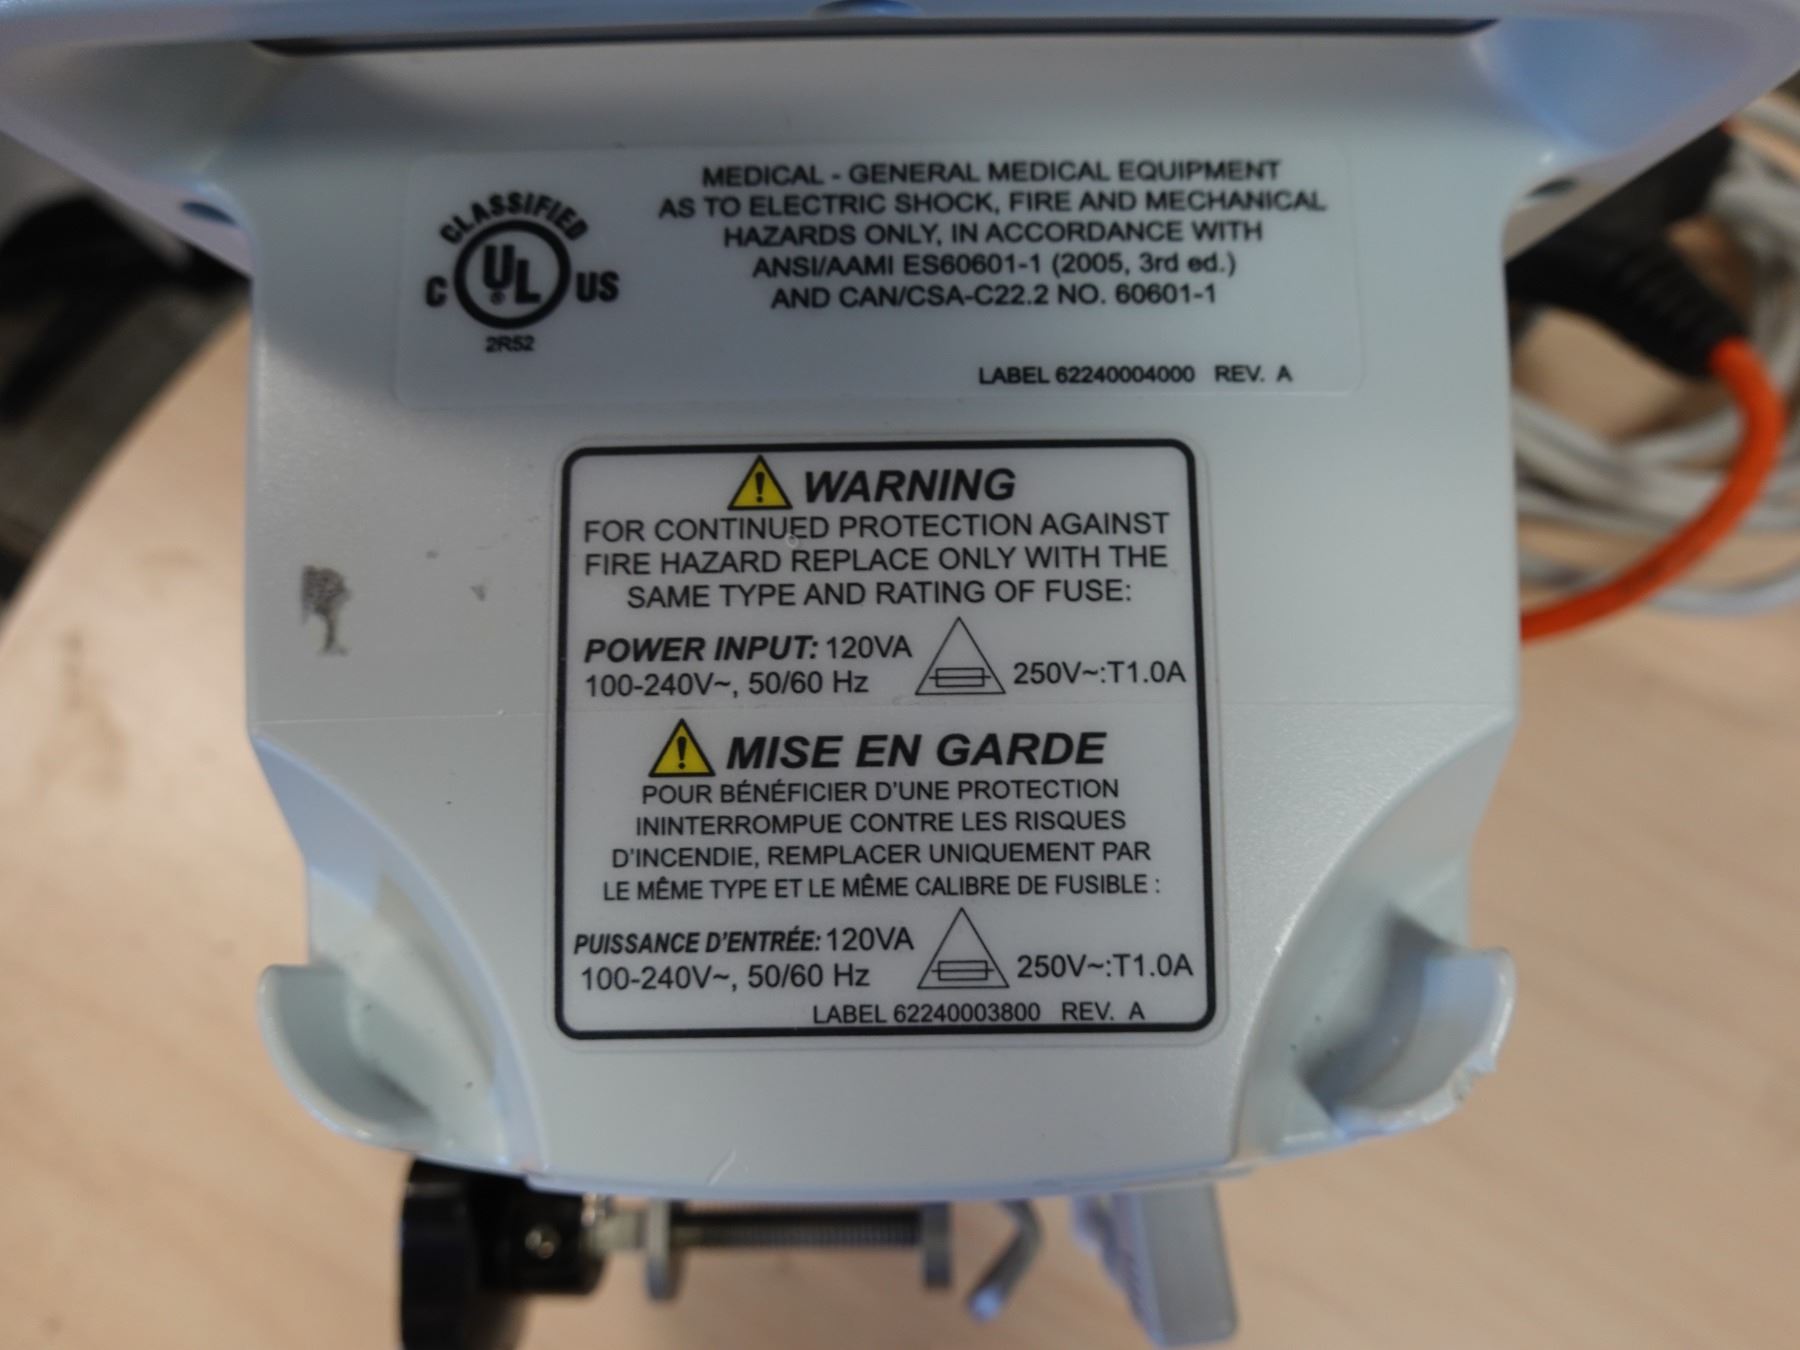 CLASSIFIED
C UL® US
2R52
MEDICAL - GENERAL MEDICAL EQUIPMENT
AS TO ELECTRIC SHOCK, FIRE AND MECHANICAL
HAZARDS ONLY, IN ACCORDANCE WITH
ANSI/AAMI ES60601-1 (2005, 3rd ed.)
AND CAN/CSA-C22.2 NO. 60601-1
LABEL 62240004000 REV. A
WARNING
FOR CONTINUED PROTECTION AGAINST
FIRE HAZARD REPLACE ONLY WITH THE
SAME TYPE AND RATING OF FUSE:
POWER INPUT: 120VA
100-240V~, 50/60 Hz
250V~:T1.0A
MISE EN GARDE
POUR BÉNÉFICIER D'UNE PROTECTION
ININTERROMPUE CONTRE LES RISQUES
D'INCENDIE, REMPLACER UNIQUEMENT PAR
LE MÊME TYPE ET LE MÊME CALIBRE DE FUSIBLE :
PUISSANCE D'ENTRÉE: 120VA
100-240V~, 50/60 Hz
250V~:T1.0A
LABEL 62240003800 REV. A